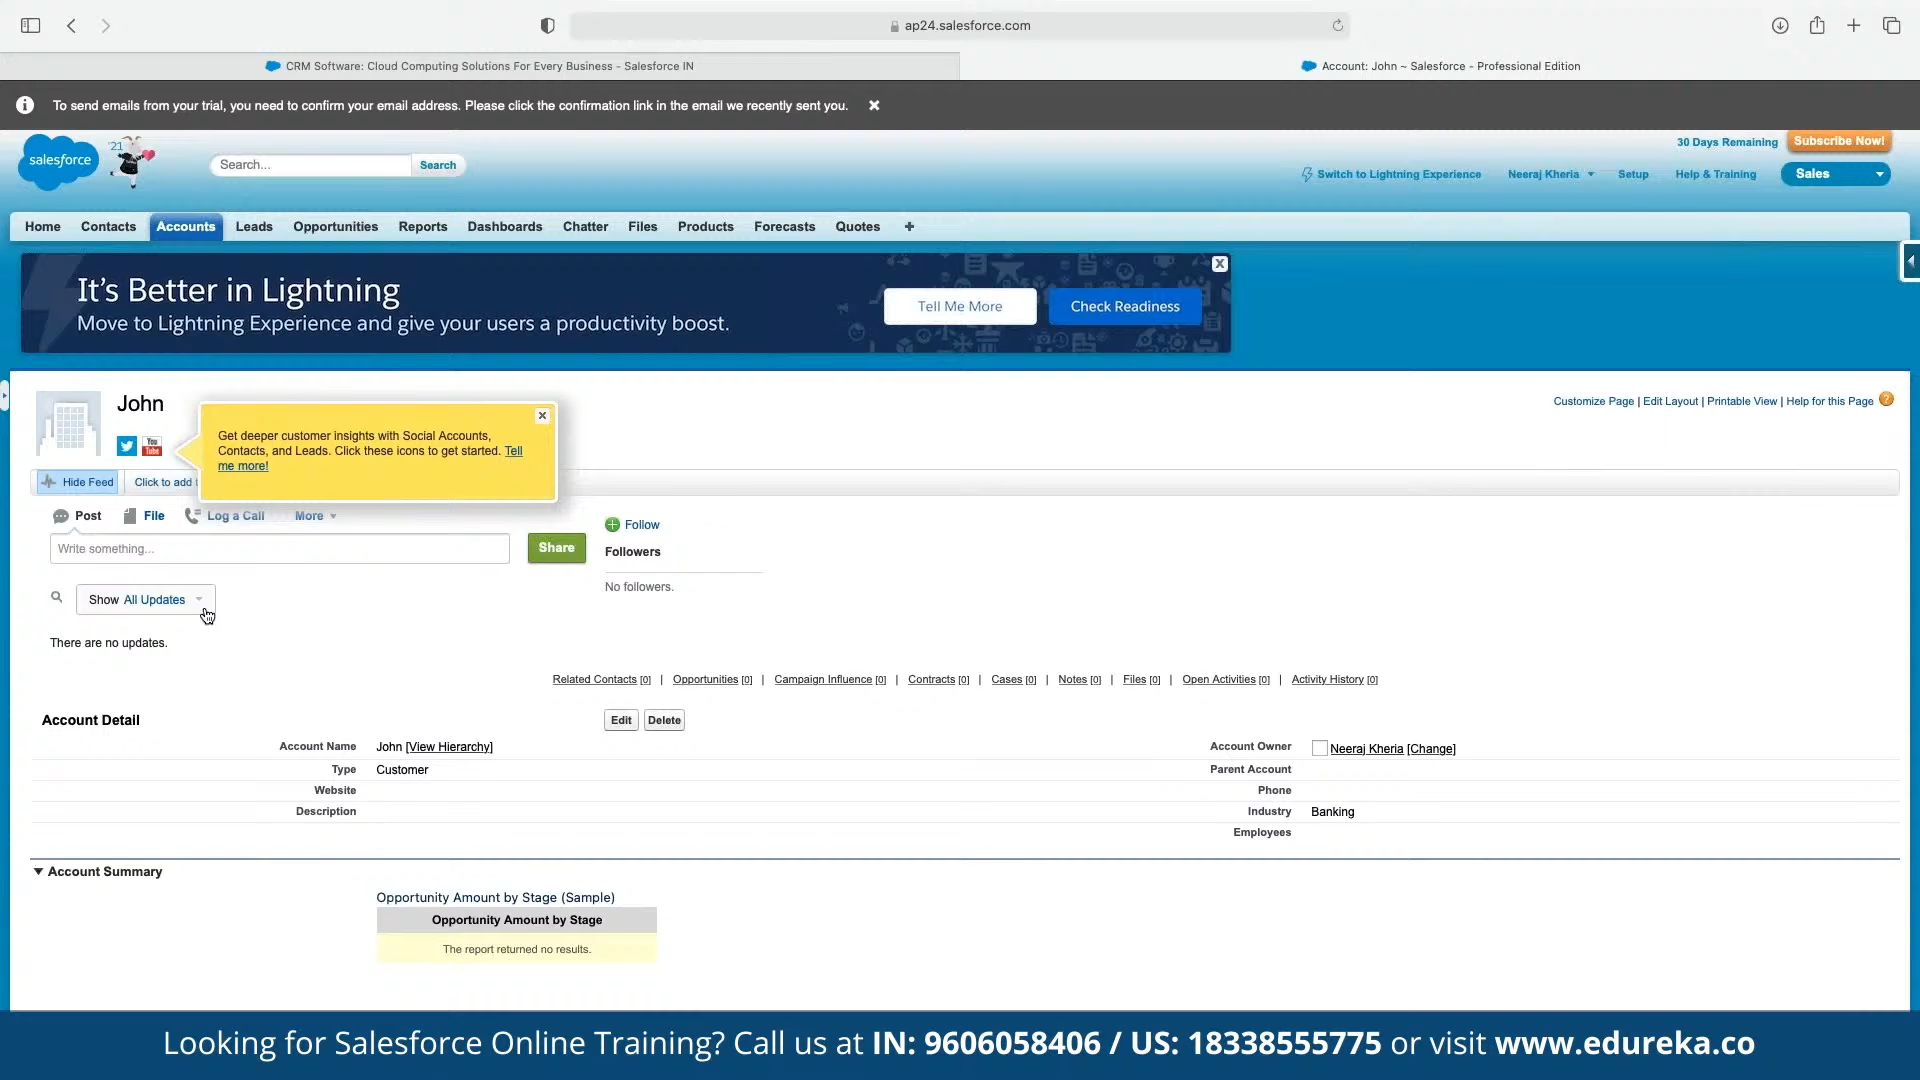 ap24.salesforce.com
CRM Software: Cloud Computing Solutions For Every Business - Salesforce IN
Account: John ~ Salesforce - Professional Edition
To send emails from your trial, you need to confirm your email address. Please click the confirmation link in the email we recently sent you.
salesforce
'21
Search...
Search
30 Days Remaining
Subscribe Now!
Switch to Lightning Experience
Neeraj Kheria
Setup
Help & Training
Sales
Home
Contacts
Accounts
Leads
Opportunities
Reports
Dashboards
Chatter
Files
Products
Forecasts
Quotes
+
It's Better in Lightning
Move to Lightning Experience and give your users a productivity boost.
Tell Me More
Check Readiness
X
John
You Tube
Get deeper customer insights with Social Accounts,
Contacts, and Leads. Click these icons to get started. Tell
me more!
Customize Page | Edit Layout | Printable View | Help for this Page
Hide Feed
Click to add
Post
File
Log a Call
More
Write something...
Share
Follow
Followers
No followers.
Show All Updates
There are no updates.
Related Contacts [0] | Opportunities [0] | Campaign Influence [0] | Contracts [0] | Cases [0] | Notes [0] | Files [0] | Open Activities [0] | Activity History [0]
Account Detail
Edit
Delete
Account Name John [View Hierarchy]
Account Owner Neeraj Kheria [Change]
Type Customer
Parent Account
Website
Phone
Description
Industry Banking
Employees
Account Summary
Opportunity Amount by Stage (Sample)
Opportunity Amount by Stage
The report returned no results.
Looking for Salesforce Online Training? Call us at IN: 9606058406 / US: 18338555775 or visit www.edureka.co